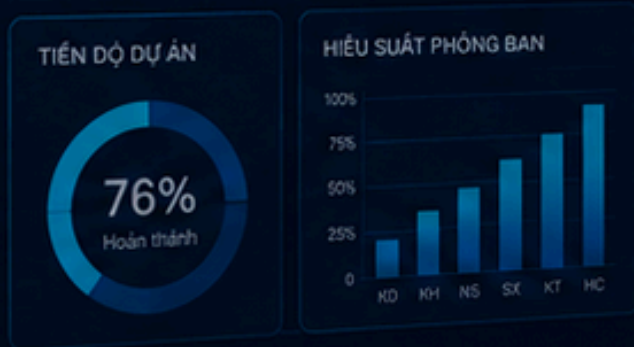 TIẾN DỘ DỰ ÁN
76%
Hoàn thành
HIỆU SUẤT PHÒNG BAN
100%
75%
50%
25%
0
KD
KH
NS
SX
KT
HC